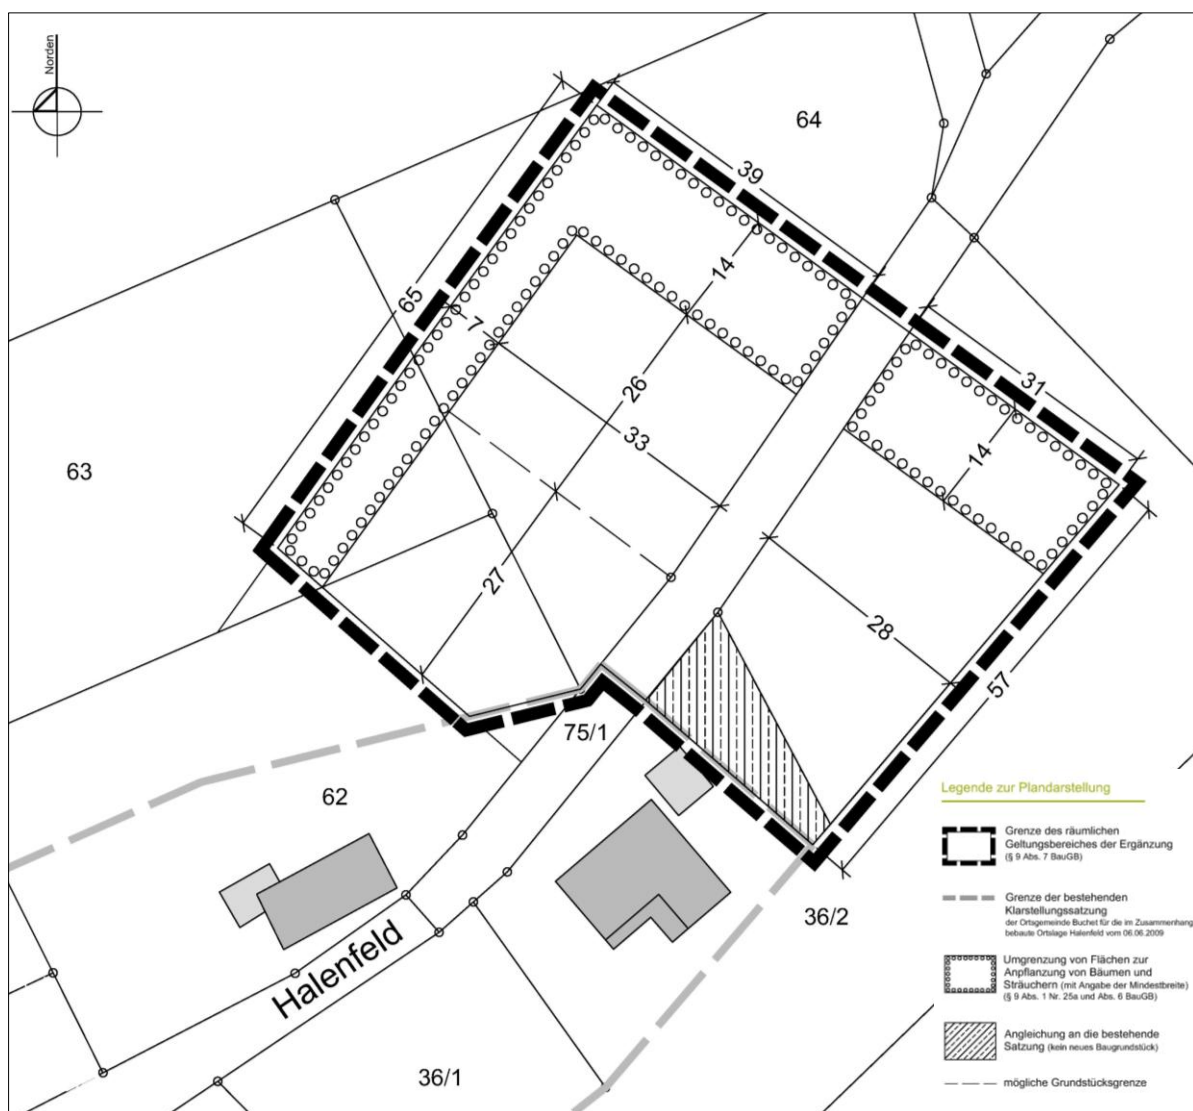 Norden
64
39
14
65
7
26
33
31
14
63
27
28
57
75/1
62
36/2
Halenfeld
36/1
Legende zur Plandarstellung
Grenze des räumlichen
Geltungsbereiches der Ergänzung
(§ 9 Abs. 7 BauGB)
Grenze der bestehenden
Klarstellungssatzung
der Ortsgemeinde Buchet für die im Zusammenhang
bebaute Ortslage Halenfeld vom 06.06.2009
Umgrenzung von Flächen zur
Anpflanzung von Bäumen und
Sträuchern (mit Angabe der Mindestbreite)
(§ 9 Abs. 1 Nr. 25a und Abs. 6 BauGB)
Angleichung an die bestehende
Satzung (kein neues Baugrundstück)
mögliche Grundstücksgrenze